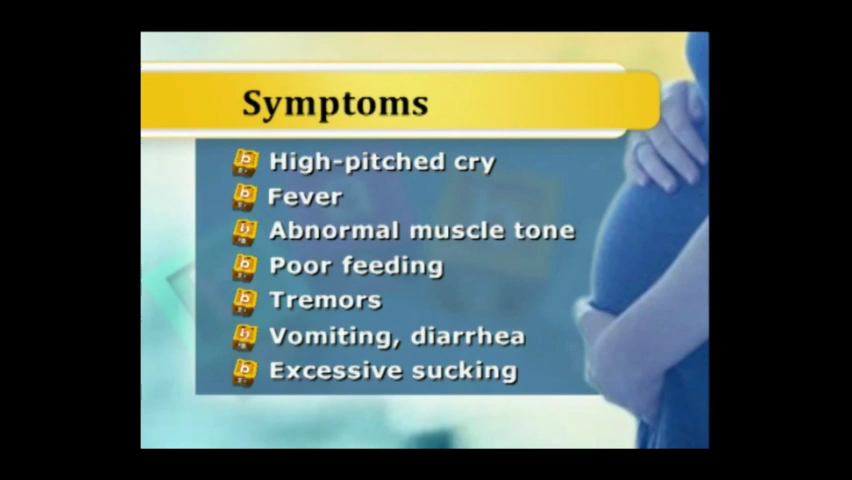 Symptoms
High-pitched cry
Fever
Abnormal muscle tone
Poor feeding
Tremors
Vomiting, diarrhea
Excessive sucking